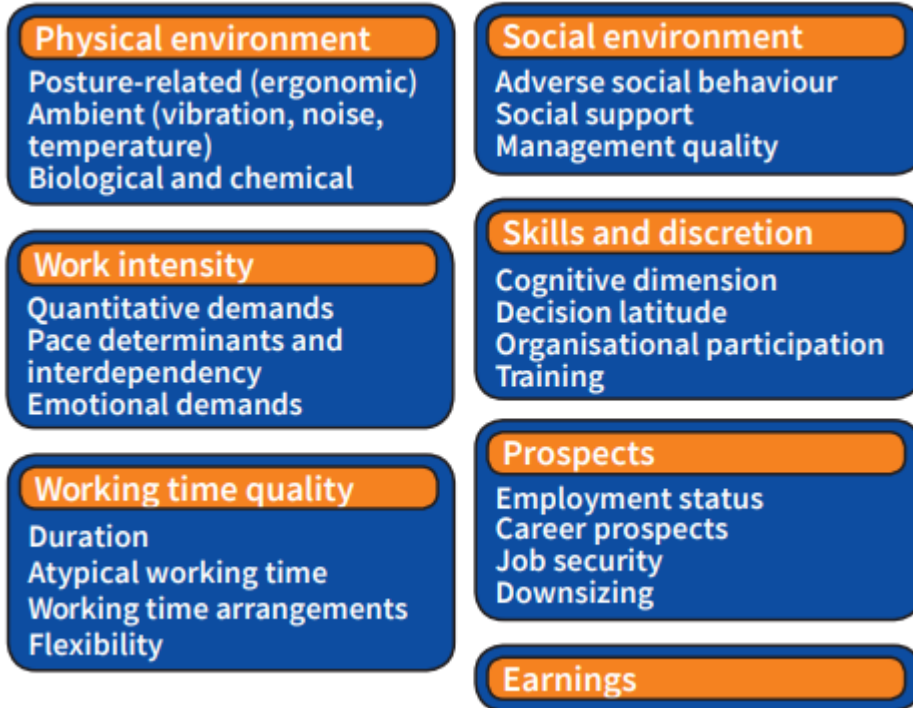 Physical environment
Posture-related (ergonomic)
Ambient (vibration, noise,
temperature)
Biological and chemical
Work intensity
Quantitative demands
Pace determinants and
interdependency
Emotional demands
Working time quality
Duration
Atypical working time
Working time arrangements
Flexibility
Social environment
Adverse social behaviour
Social support
Management quality
Skills and discretion
Cognitive dimension
Decision latitude
Organisational participation
Training
Prospects
Employment status
Career prospects
Job security
Downsizing
Earnings